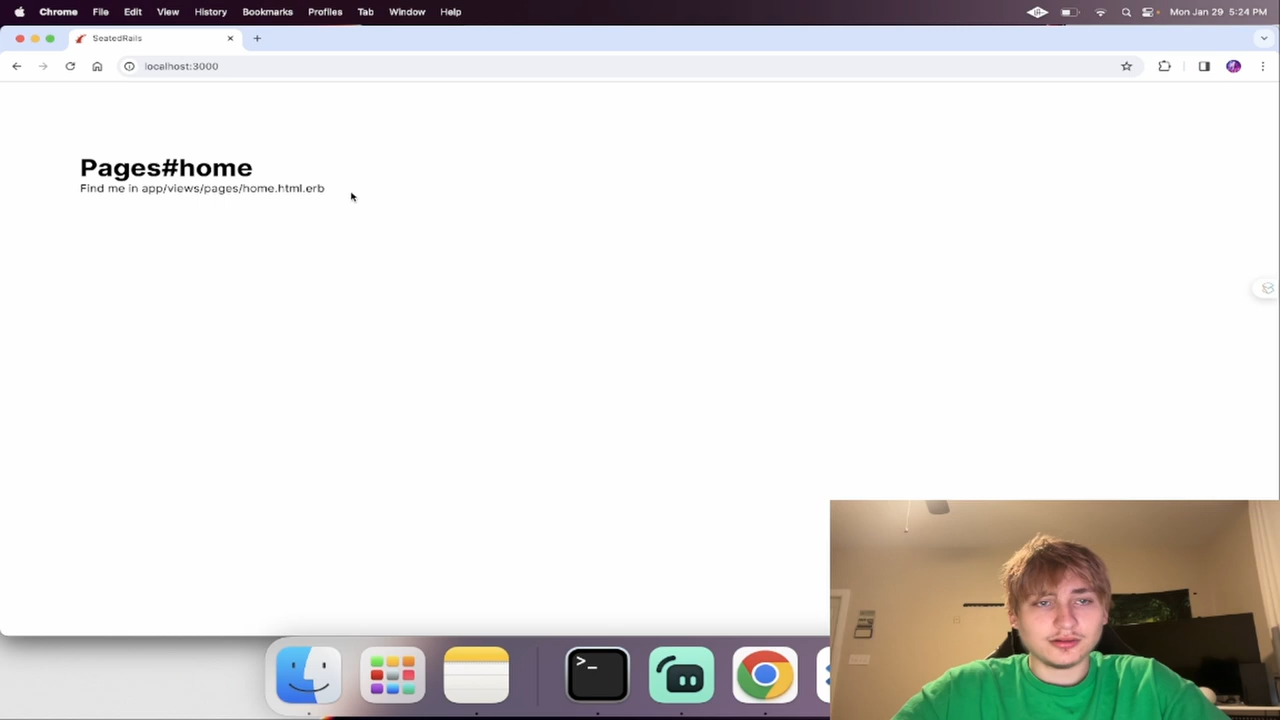 Chrome File Edit View History Bookmarks Profiles Tab Window Help Mon Jan 29 5:24 PM
SeatedRails
localhost:3000
Pages#home
Find me in app/views/pages/home.html.erb
>_